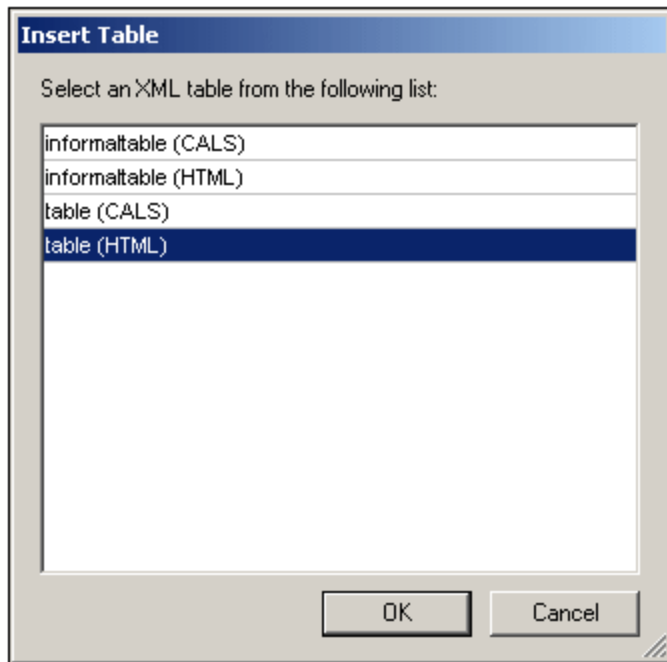 Insert Table
Select an XML table from the following list:
informaltable (CALS)
informaltable (HTML)
table (CALS)
table (HTML)
OK
Cancel